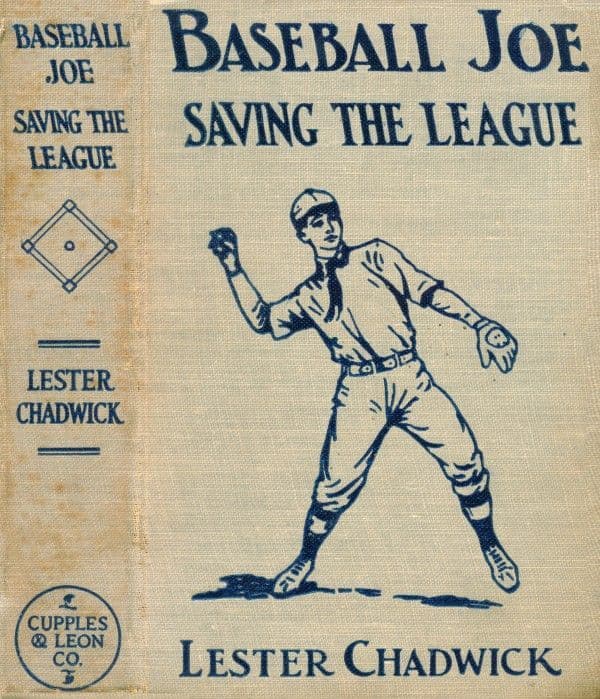 BASEBALL
JOE
SAVING THE
LEAGUE
LESTER
CHADWICK
CUPPLES
& LEON
CO.
BASEBALL JOE
SAVING THE LEAGUE
LESTER CHADWICK